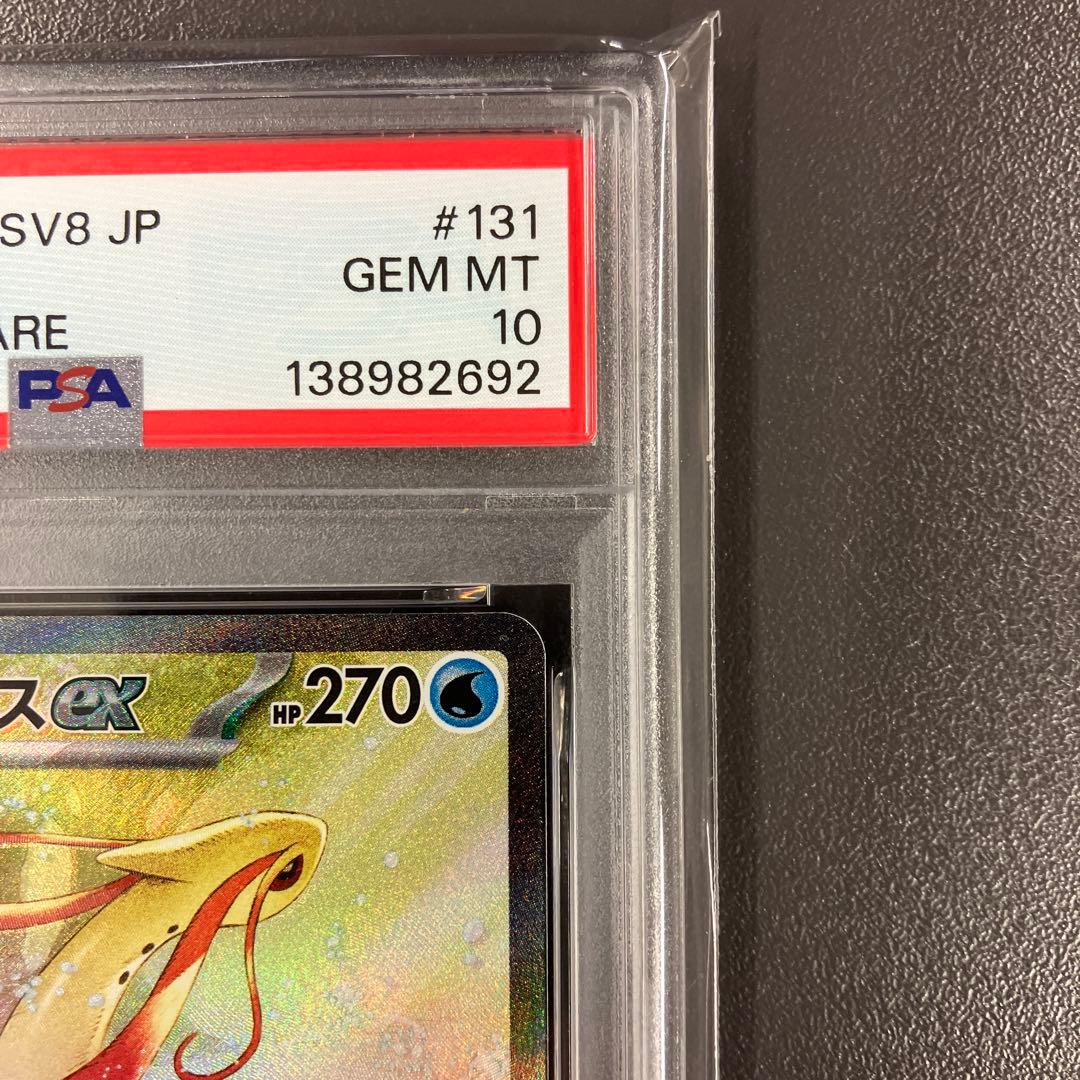 SV8 JP #131
GEM MT
ARE 10
PSA 138982692
スex HP270